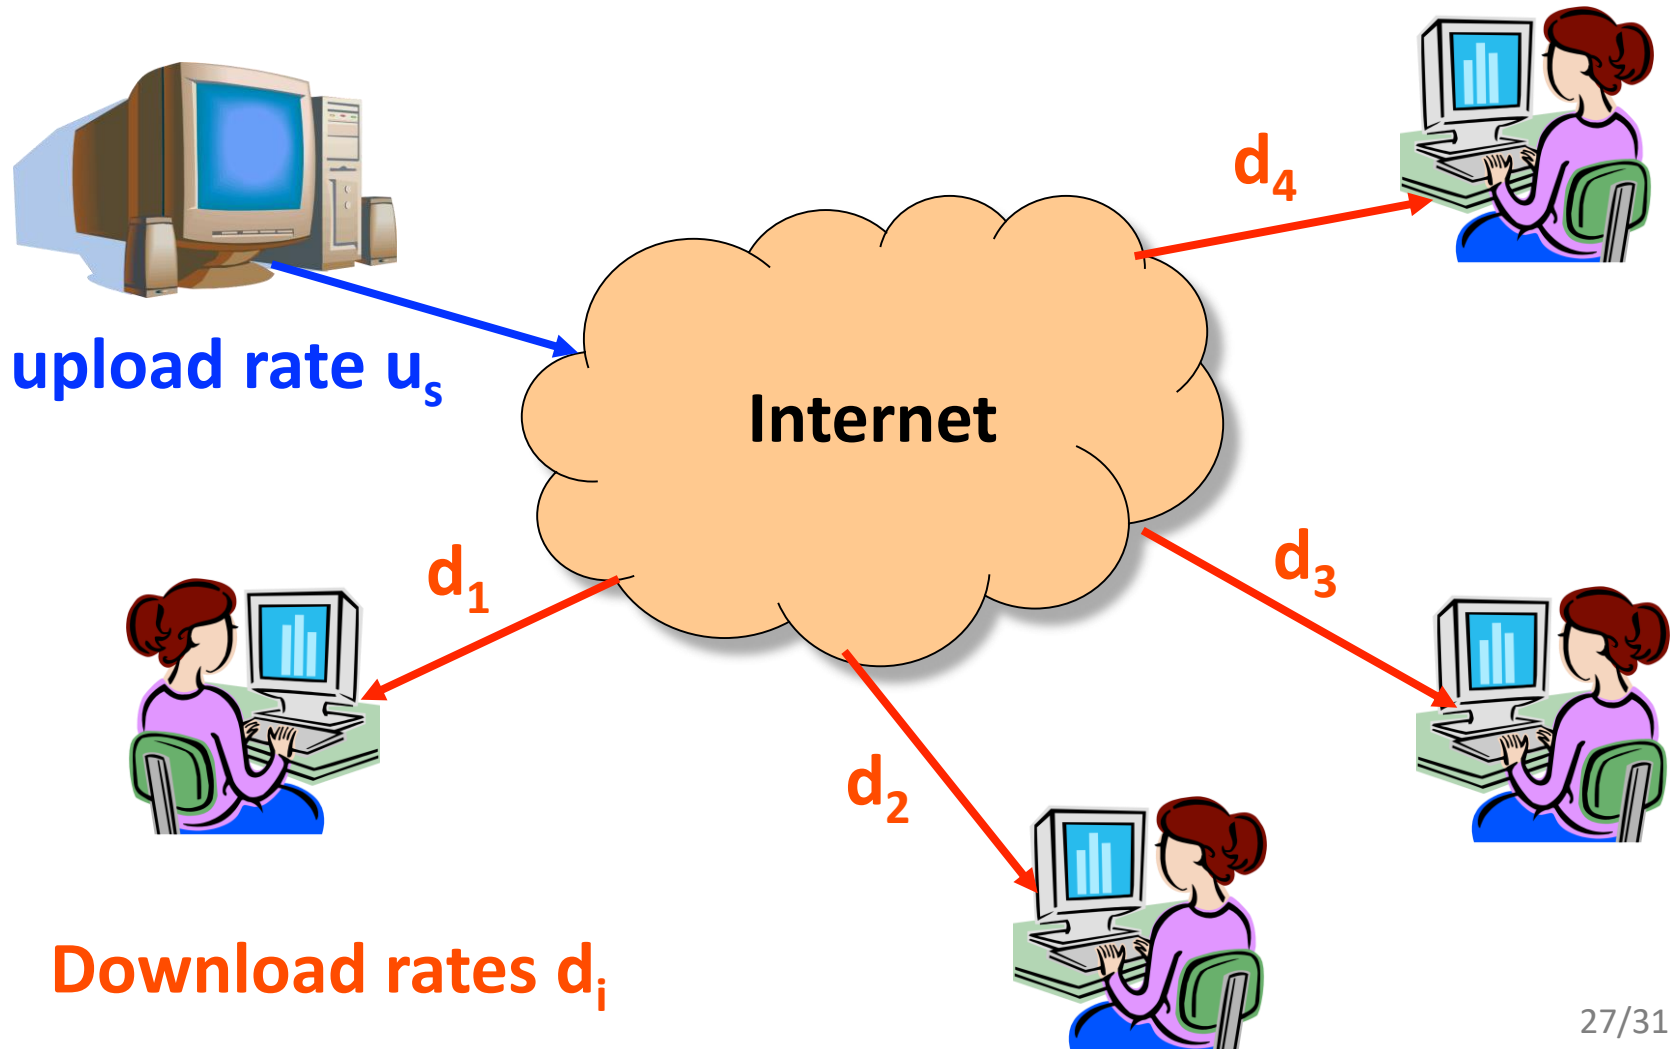 d₄
upload rate uₛ
Internet
d₁
d₃
d₂
Download rates dᵢ
27/31